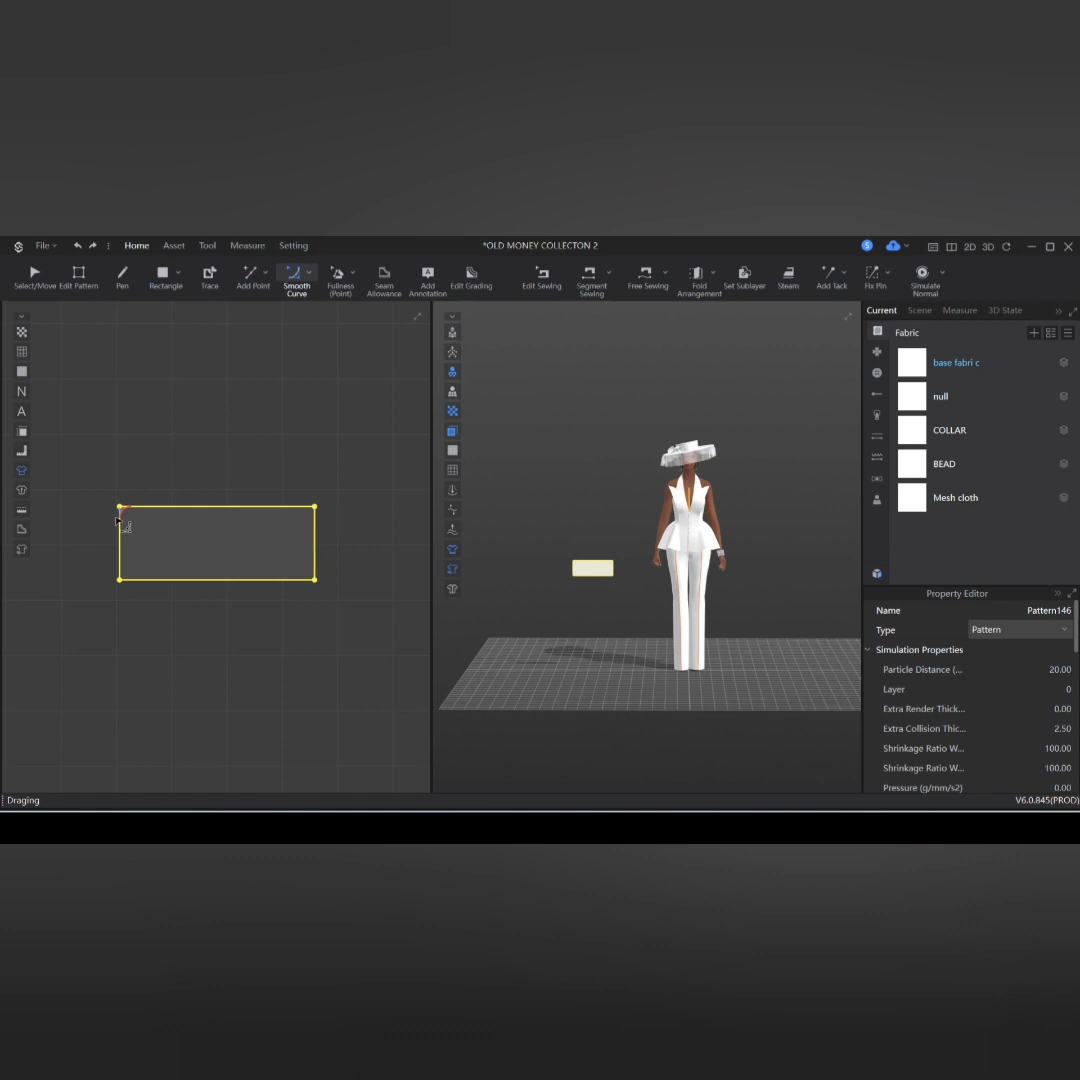 File Home Asset Tool Measure Setting *OLD MONEY COLLECTON 2 S 2D 3D
Select/Move Edit Pattern Pen Rectangle Trace Add Point Smooth Curve Fullness (Point) Seam Allowance Add Annotation Edit Grading Edit Sewing Segment Sewing Free Sewing Fold Arrangement Set Sublayer Steam Add Tack Fix Pin Simulate Normal
Current Scene Measure 3D State
Fabric
base fabri c
null
COLLAR
BEAD
Mesh cloth
N
A
Property Editor
Name Pattern146
Type Pattern
Simulation Properties
Particle Distance (... 20.00
Layer 0
Extra Render Thick... 0.00
Extra Collision Thic... 2.50
Shrinkage Ratio W... 100.00
Shrinkage Ratio W... 100.00
Pressure (g/mm/s2) 0.00
Draging V6.0.845(PROD)